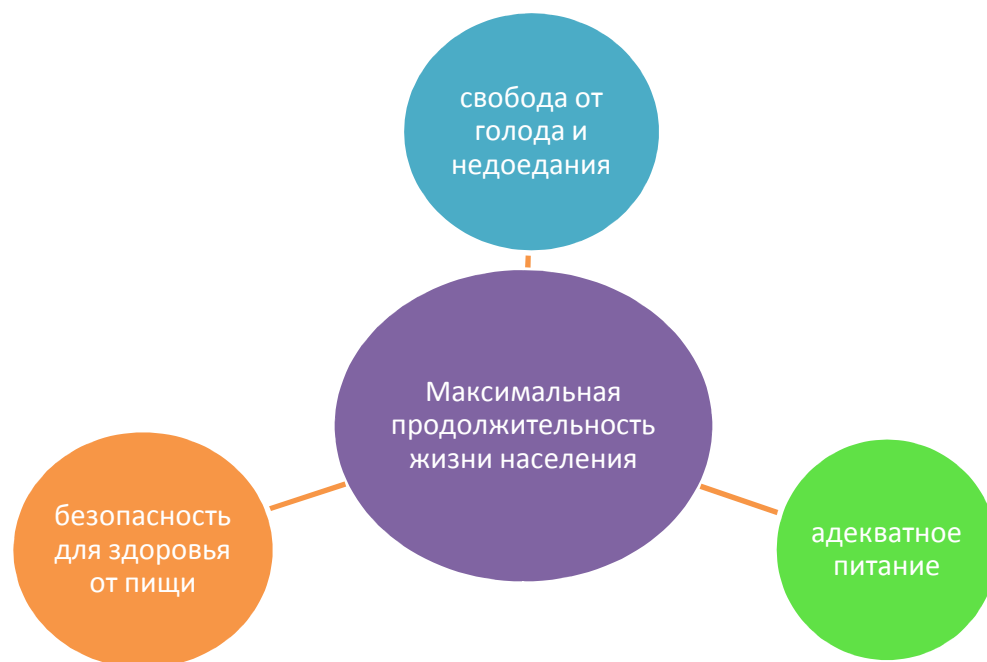 свобода от
голода и
недоедания
Максимальная
продолжительность
жизни населения
безопасность
для здоровья
от пищи
адекватное
питание